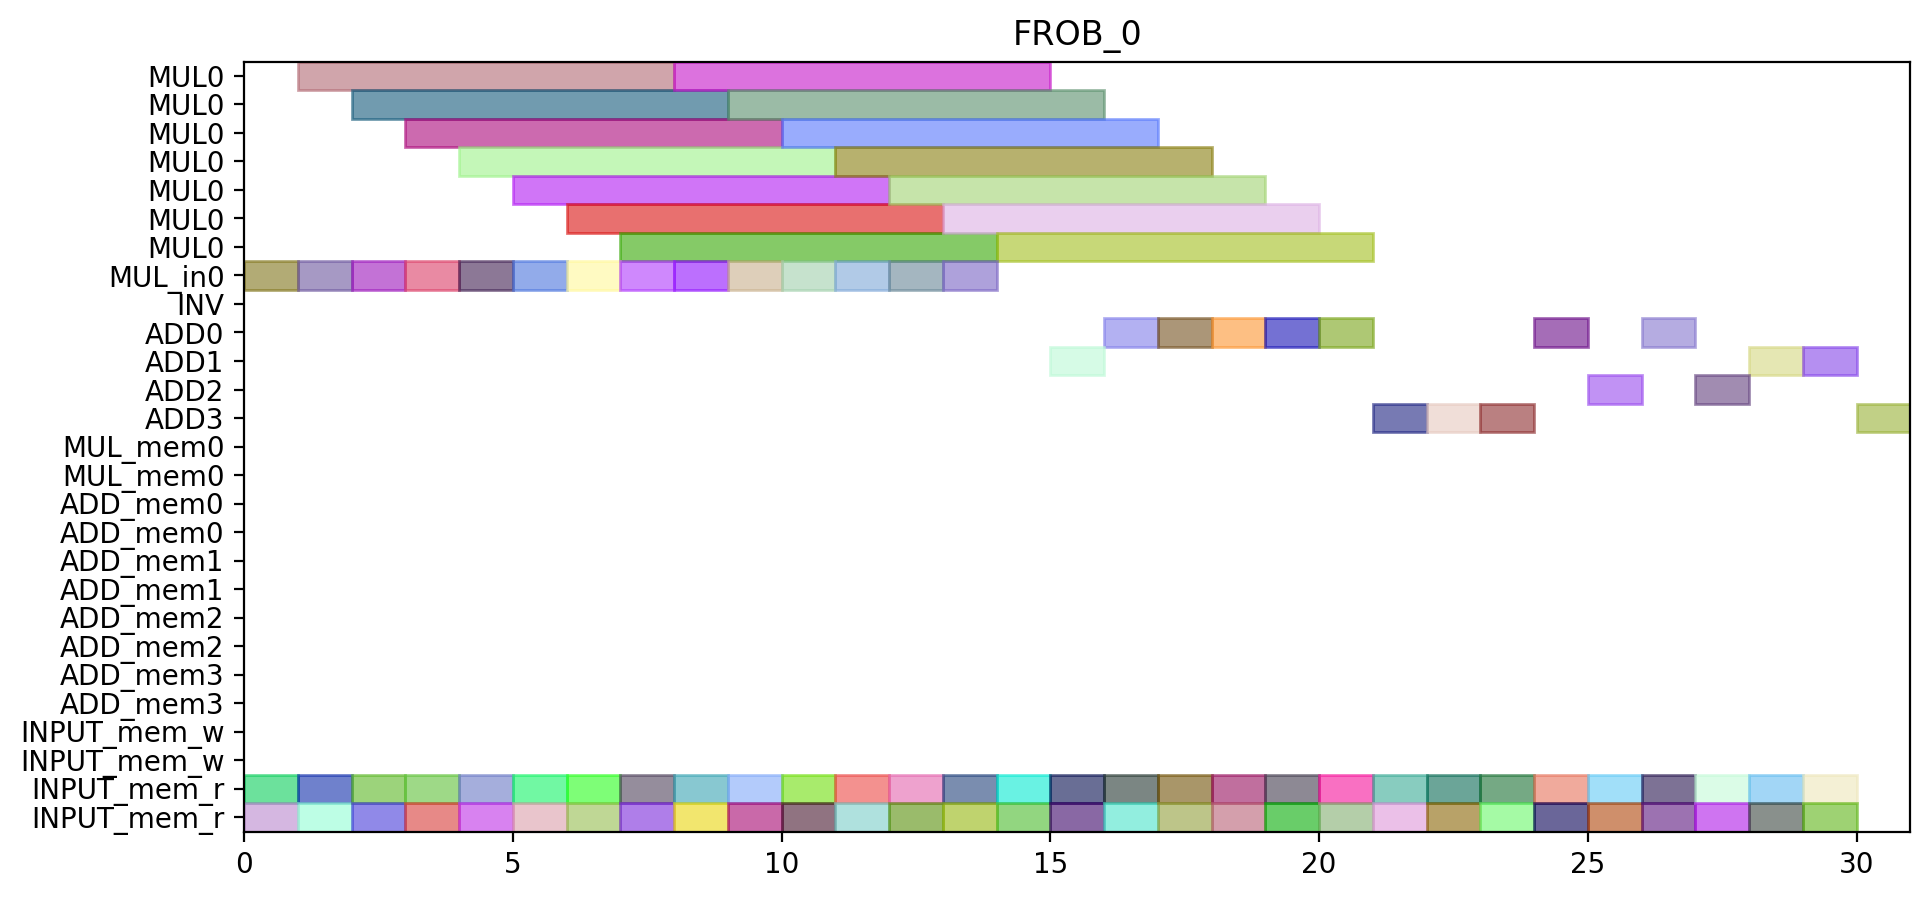 FROB_0
MUL0
MUL0
MUL0
MUL0
MUL0
MUL0
MUL0
MUL_in0
INV
ADD0
ADD1
ADD2
ADD3
MUL_mem0
MUL_mem0
ADD_mem0
ADD_mem0
ADD_mem1
ADD_mem1
ADD_mem2
ADD_mem2
ADD_mem3
ADD_mem3
INPUT_mem_w
INPUT_mem_w
INPUT_mem_r
INPUT_mem_r
0 5 10 15 20 25 30